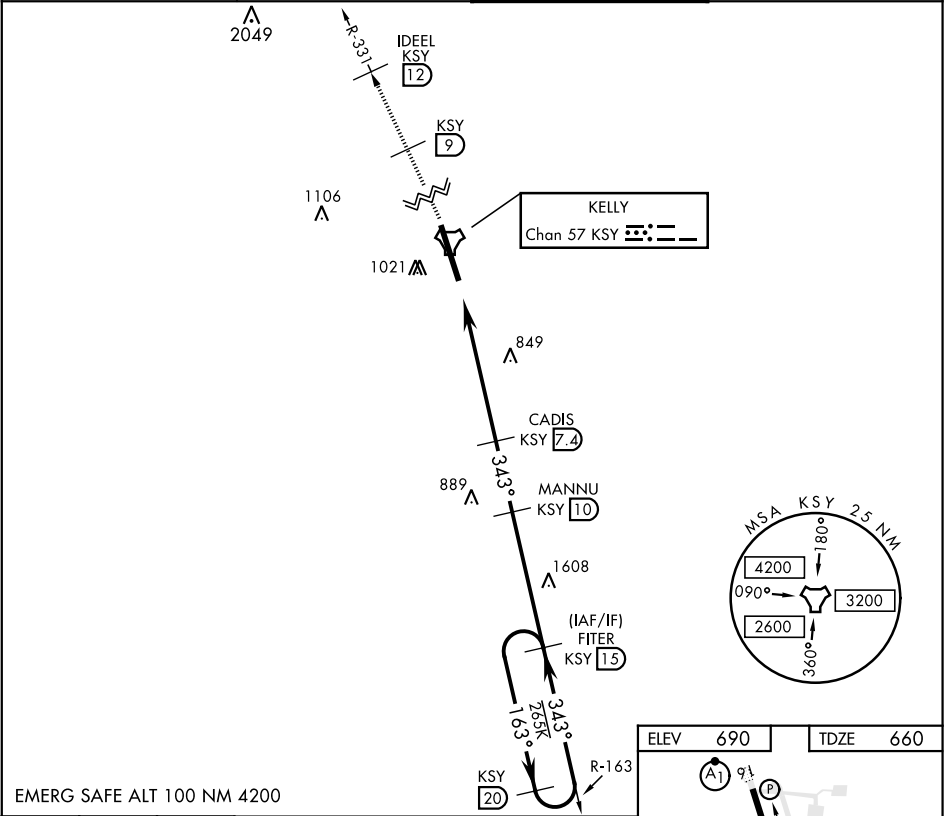 2049
R-331
IDEEL
KSY
12
KSY
9
1106
KELLY
Chan 57 KSY
1021
849
CADIS
KSY 7.4
343°
889
MANNU
KSY 10
1608
(IAF/IF)
FITER
KSY 15
163°
265K
343°
KSY
20
R-163
MSA KSY 25 NM
180°
4200
090°
3200
2600
360°
ELEV 690
TDZE 660
A1
16
P
EMERG SAFE ALT 100 NM 4200